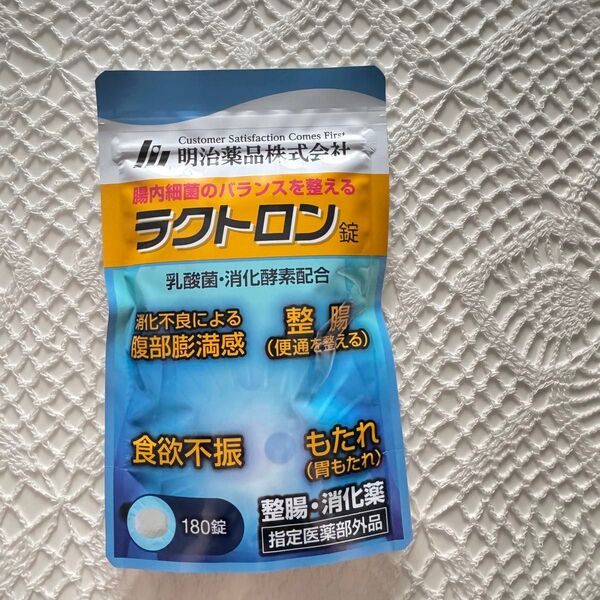 Customer Satisfaction Comes First
明治薬品株式会社
腸内細菌のバランスを整える
ラクトロン錠
乳酸菌・消化酵素配合
消化不良による
腹部膨満感
整腸
(便通を整える)
食欲不振
もたれ
(胃もたれ)
180錠
整腸・消化薬
指定医薬部外品